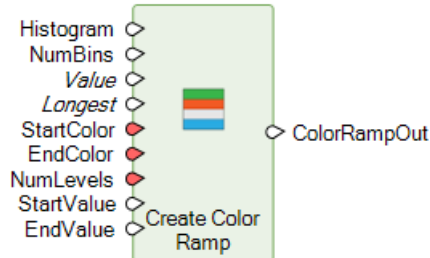 Histogram
NumBins
Value
Longest
StartColor
EndColor
NumLevels
StartValue
EndValue
Create Color
Ramp
ColorRampOut